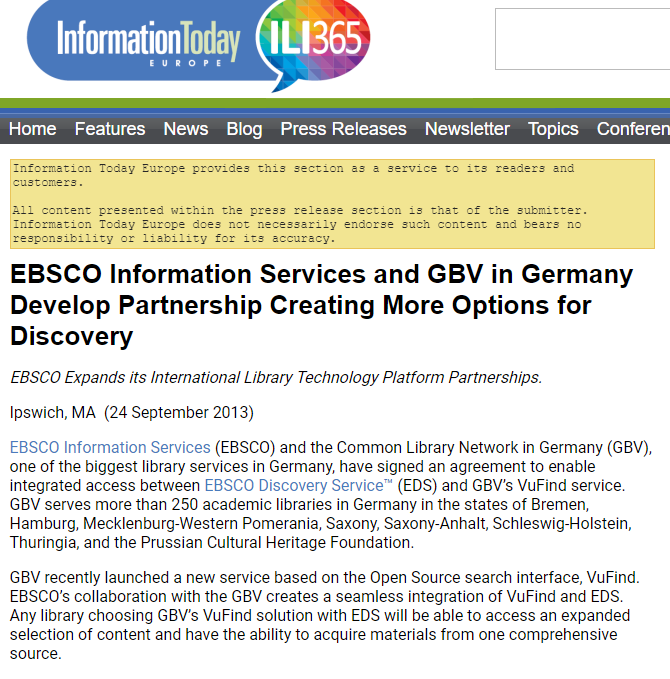 InformationToday
EUROPE
ILI365
Home Features News Blog Press Releases Newsletter Topics
Information Today Europe provides this section as a service to its readers and
customers.
All content presented within the press release section is that of the submitter.
Information Today Europe does not necessarily endorse such content and bears no
responsibility or liability for its accuracy.
EBSCO Information Services and GBV in Germany
Develop Partnership Creating More Options for
Discovery
EBSCO Expands its International Library Technology Platform Partnerships.
Ipswich, MA (24 September 2013)
EBSCO Information Services (EBSCO) and the Common Library Network in Germany (GBV),
one of the biggest library services in Germany, have signed an agreement to enable
integrated access between EBSCO Discovery Service™ (EDS) and GBV’s VuFind service.
GBV serves more than 250 academic libraries in Germany in the states of Bremen,
Hamburg, Mecklenburg-Western Pomerania, Saxony, Saxony-Anhalt, Schleswig-Holstein,
Thuringia, and the Prussian Cultural Heritage Foundation.
GBV recently launched a new service based on the Open Source search interface, VuFind.
EBSCO’s collaboration with the GBV creates a seamless integration of VuFind and EDS.
Any library choosing GBV’s VuFind solution with EDS will be able to access an expanded
selection of content and have the ability to acquire materials from one comprehensive
source.